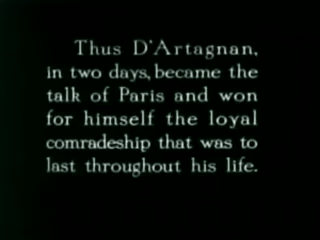 Thus D'Artagnan,
in two days, became the
talk of Paris and won
for himself the loyal
comradeship that was to
last throughout his life.